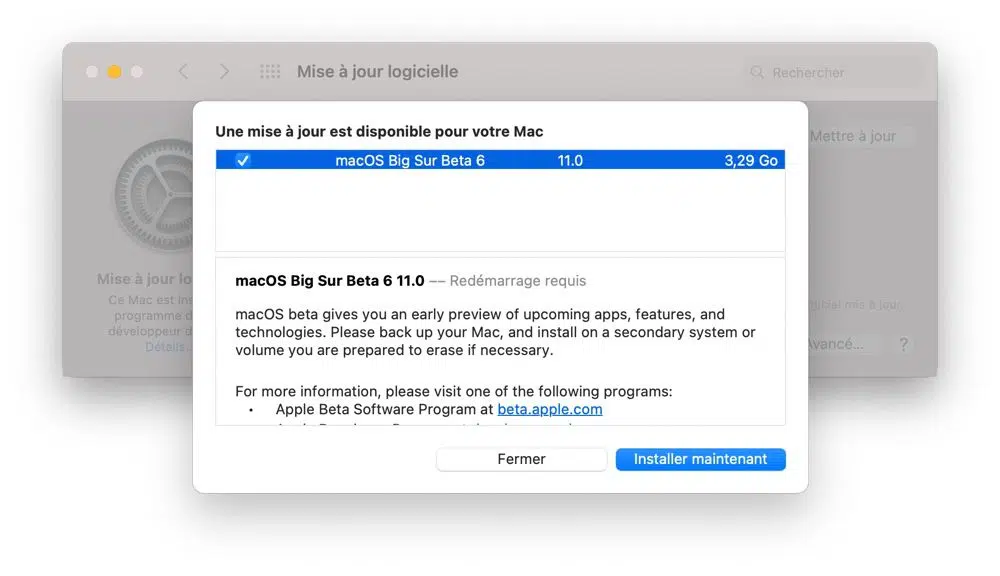 Mise à jour logicielle
Rechercher
Une mise à jour est disponible pour votre Mac
macOS Big Sur Beta 6 11.0 3,29 Go
macOS Big Sur Beta 6 11.0 — Redémarrage requis
macOS beta gives you an early preview of upcoming apps, features, and
technologies. Please back up your Mac, and install on a secondary system or
volume you are prepared to erase if necessary.
For more information, please visit one of the following programs:
• Apple Beta Software Program at beta.apple.com
Fermer
Installer maintenant
Mettre à jour
Mise à jour
Ce Mac est
programme
développeur
Détails...
mis à jour
Avancé... ?